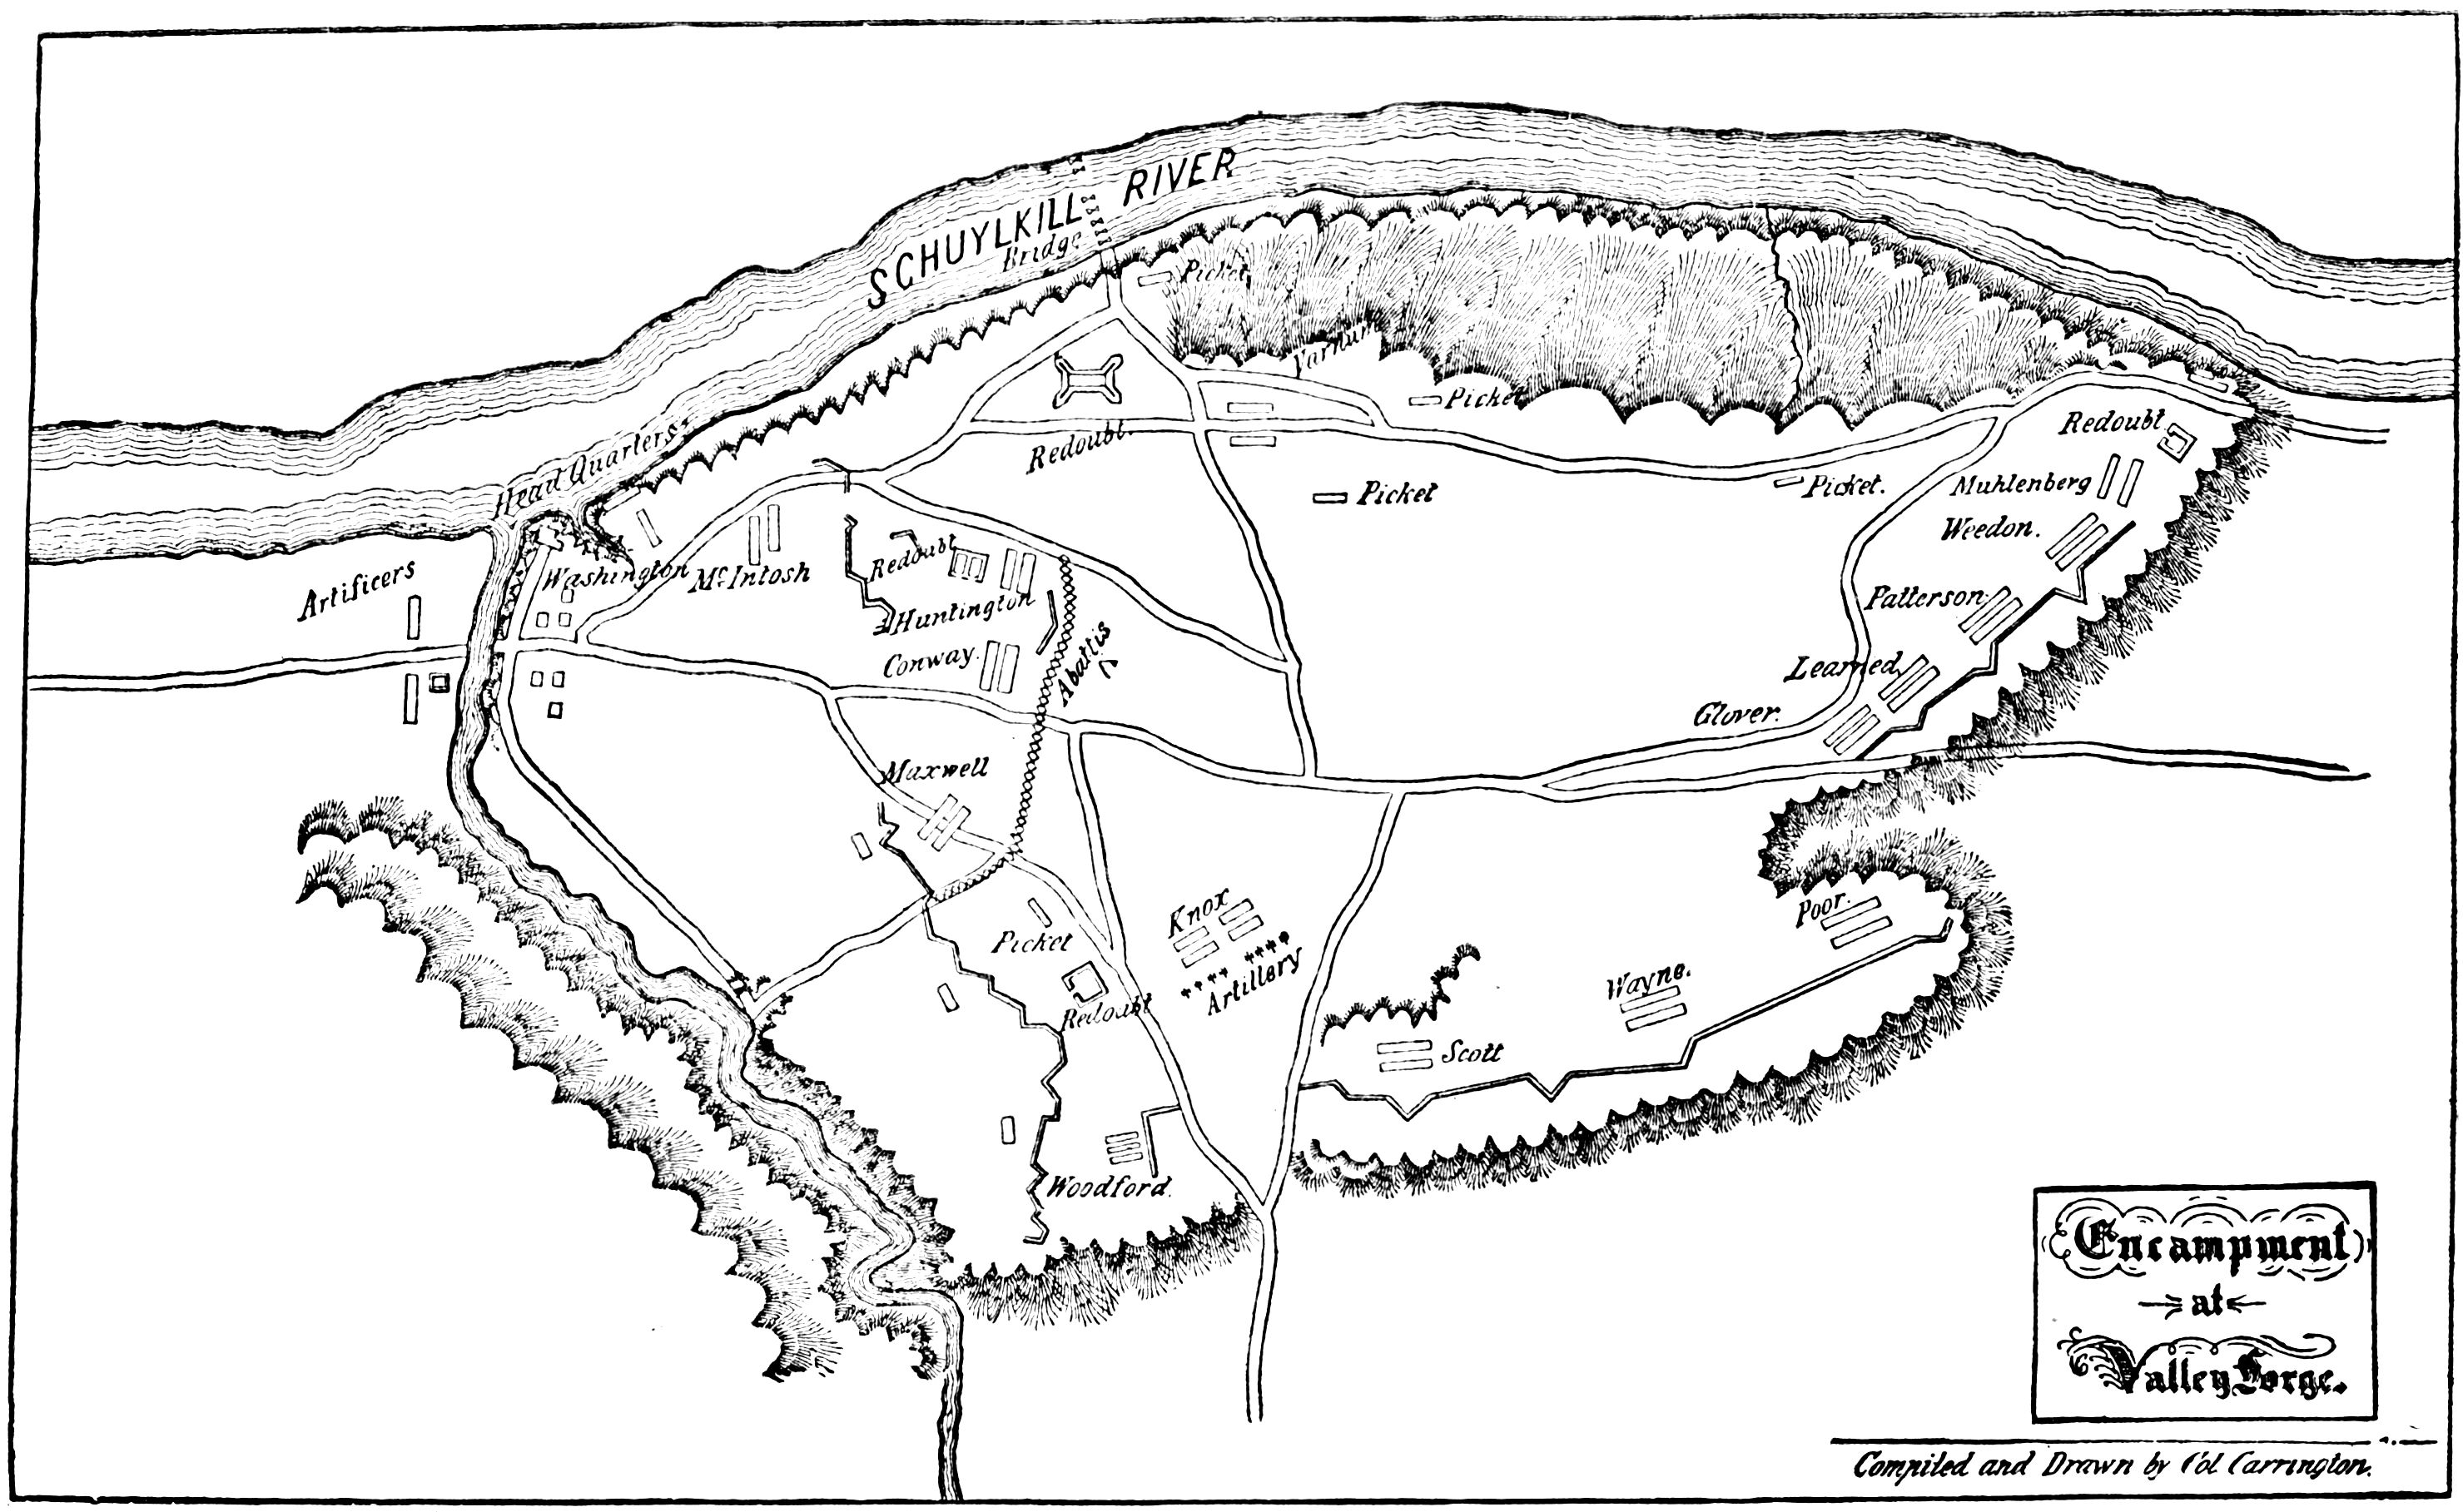 SCHUYLKILL RIVER
Bridge
Picket
Varnum
Picket
Head Quarters
Redoubt.
Redoubt
Picket
Picket.
Muhlenberg
Weedon.
Artificers
Washington
McIntosh
Redoubt
Huntington
Patterson
Conway.
Abattis
Learned
Glover.
Maxwell
Knox
Poor.
Picket
Artillery
Wayne.
Redoubt
Scott
Woodford.
Encampment
at
Valley Forge.
Compiled and Drawn by Col Carrington.